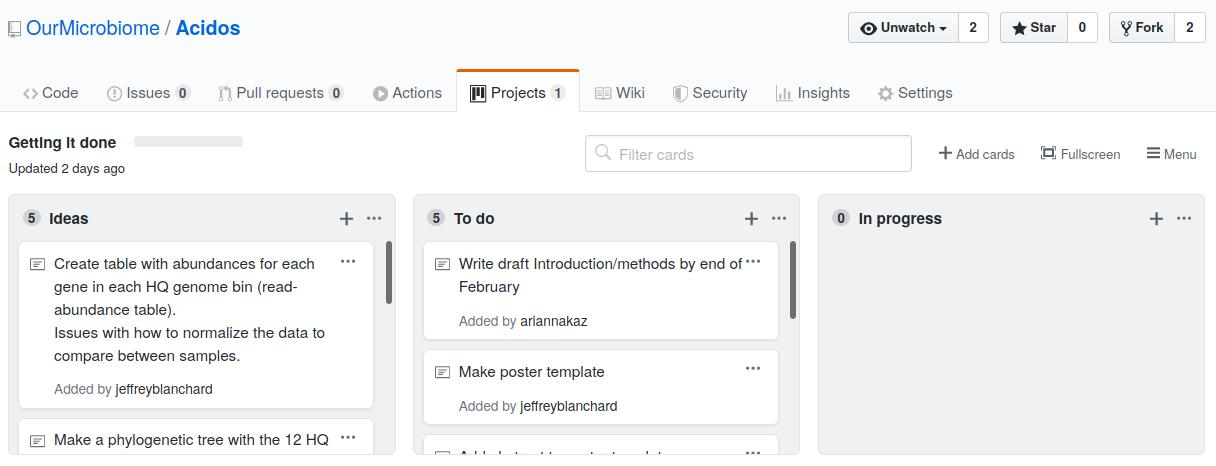 OurMicrobiome / Acidos
Unwatch 2
Star 0
Fork 2
Code
Issues 0
Pull requests 0
Actions
Projects 1
Wiki
Security
Insights
Settings
Getting it done
Updated 2 days ago
Filter cards
Add cards
Fullscreen
Menu
5 Ideas
Create table with abundances for each
gene in each HQ genome bin (read-
abundance table).
Issues with how to normalize the data to
compare between samples.
Added by jeffreyblanchard
Make a phylogenetic tree with the 12 HQ
5 To do
Write draft Introduction/methods by end of
February
Added by ariannakaz
Make poster template
Added by jeffreyblanchard
0 In progress